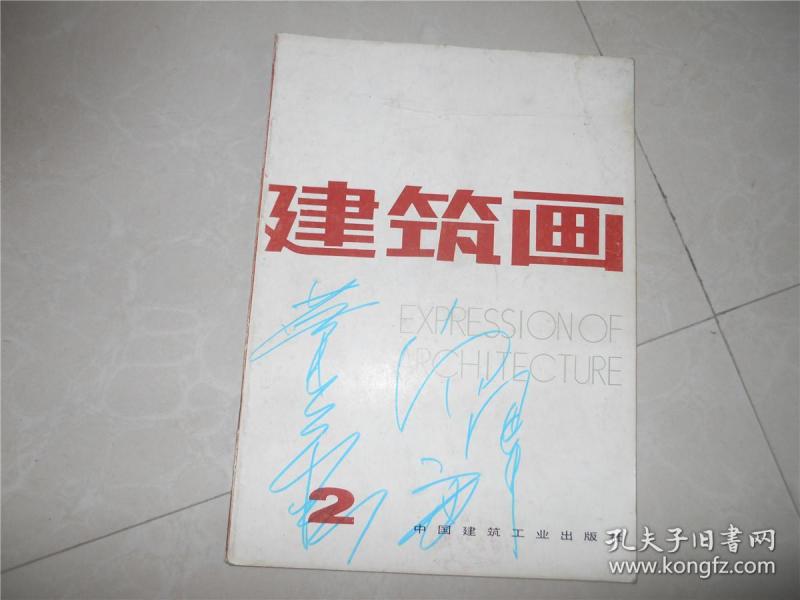 建筑画
EXPRESSION OF
ARCHITECTURE
2
中国建筑工业出版社
孔夫子旧书网
www.kongfz.com